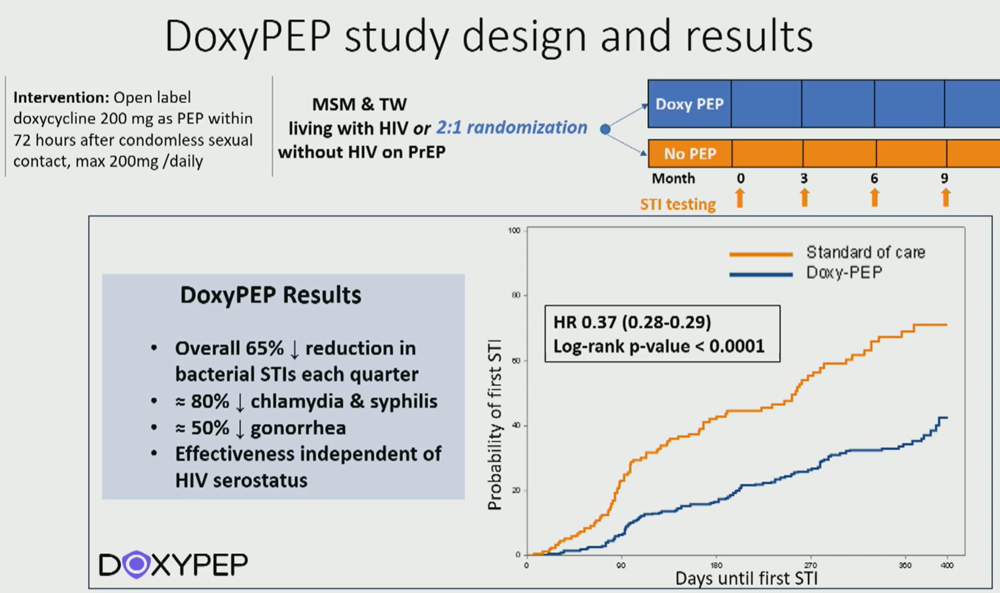 DoxyPEP study design and results
Intervention: Open label
doxycycline 200 mg as PEP within
72 hours after condomless sexual
contact, max 200mg /daily
MSM & TW
living with HIV or 2:1 randomization
without HIV on PrEP
Doxy PEP
No PEP
Month 0 3 6 9
STI testing
DoxyPEP Results
• Overall 65% ↓ reduction in
bacterial STIs each quarter
• ≈ 80% ↓ chlamydia & syphilis
• ≈ 50% ↓ gonorrhea
• Effectiveness independent of
HIV serostatus
DOXYPEP
Standard of care
Doxy-PEP
HR 0.37 (0.28-0.29)
Log-rank p-value < 0.0001
Probability of first STI
100
80
60
40
20
0
0 90 180 270 360 400
Days until first STI